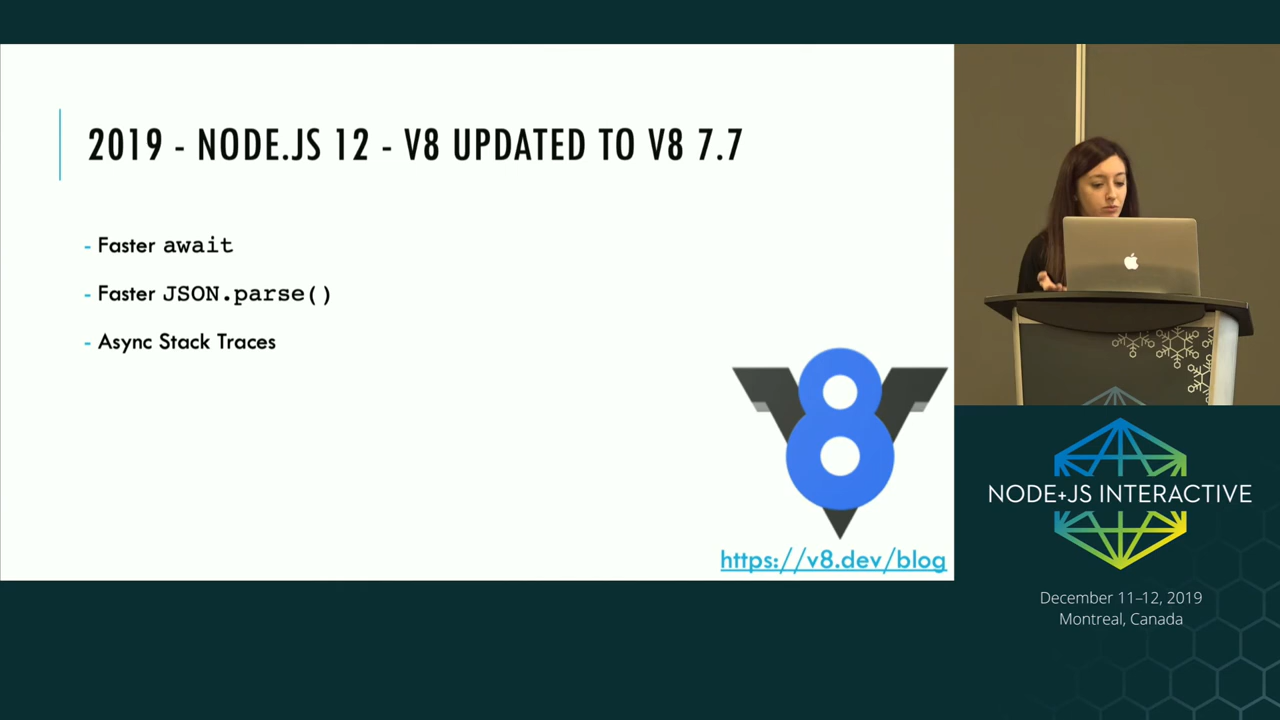 2019 - NODE.JS 12 - V8 UPDATED TO V8 7.7
- Faster await
- Faster JSON.parse()
- Async Stack Traces
8
https://v8.dev/blog
NODE+JS INTERACTIVE
December 11–12, 2019
Montreal, Canada